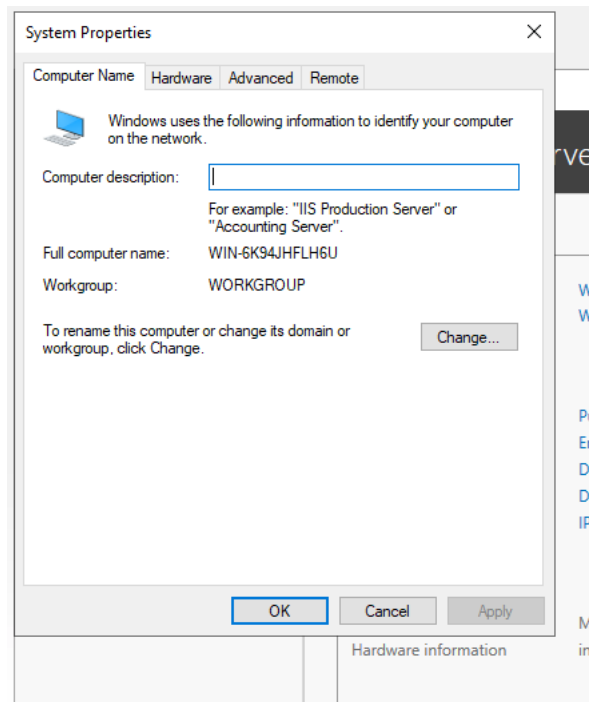 System Properties
Computer Name Hardware Advanced Remote
Windows uses the following information to identify your computer
on the network.
Computer description:
For example: "IIS Production Server" or
"Accounting Server".
Full computer name: WIN-6K94JHFLH6U
Workgroup: WORKGROUP
To rename this computer or change its domain or
workgroup, click Change.
Change...
OK Cancel Apply
Hardware information